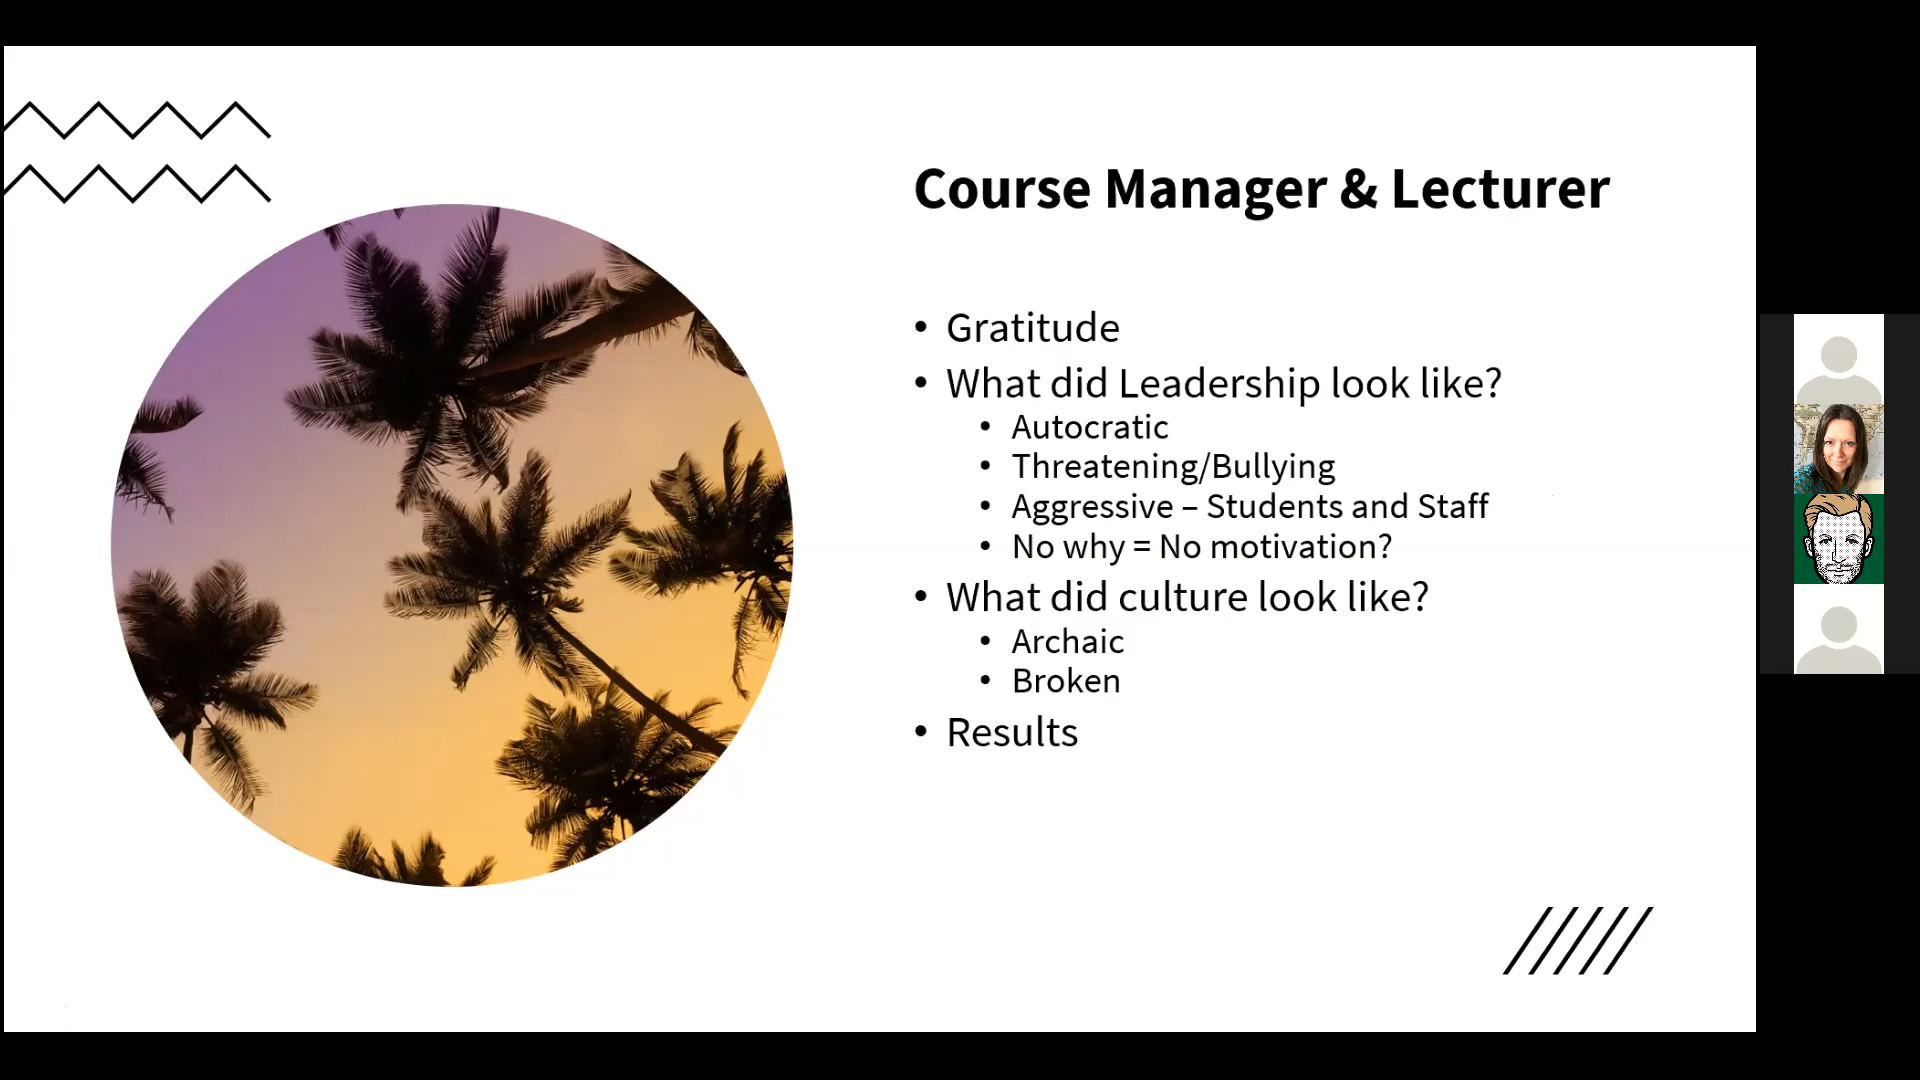 Course Manager & Lecturer
• Gratitude
• What did Leadership look like?
• Autocratic
• Threatening/Bullying
• Aggressive – Students and Staff
• No why = No motivation?
• What did culture look like?
• Archaic
• Broken
• Results